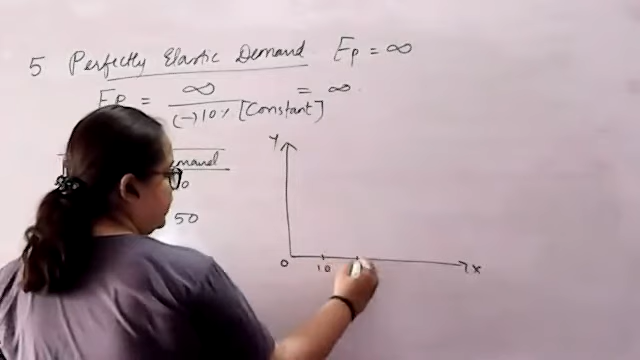 5 Perfectly Elastic Demand Ep = ∞
Ep = ∞ / (-) 10% [Constant] = ∞.
emand
0
50
Y
0 10 X